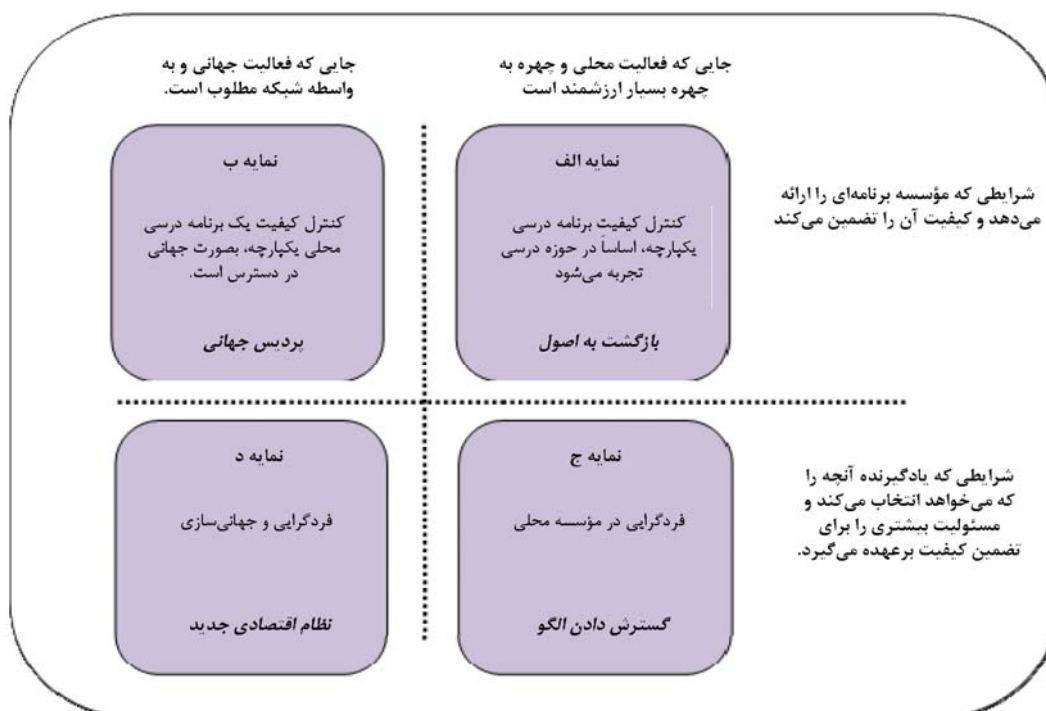 جایی که فعالیت محلی و چهره به
چهره بسیار ارزشمند است
جایی که فعالیت جهانی و به
واسطه شبکه مطلوب است.
شرایطی که مؤسسه برنامه‌ای را ارائه
می‌دهد و کیفیت آن را تضمین می‌کند
نمایه الف
کنترل کیفیت برنامه درسی
یکپارچه، اساساً در حوزه درسی
تجربه می‌شود
بازگشت به اصول
نمایه ب
کنترل کیفیت یک برنامه درسی
محلی یکپارچه، بصورت جهانی
در دسترس است.
پردیس جهانی
شرایطی که یادگیرنده آنچه را
که می‌خواهد انتخاب می‌کند و
مسئولیت بیشتری را برای
تضمین کیفیت برعهده می‌گیرد.
نمایه ج
فردگرایی در مؤسسه محلی
گسترش دادن الگو
نمایه د
فردگرایی و جهانی‌سازی
نظام اقتصادی جدید